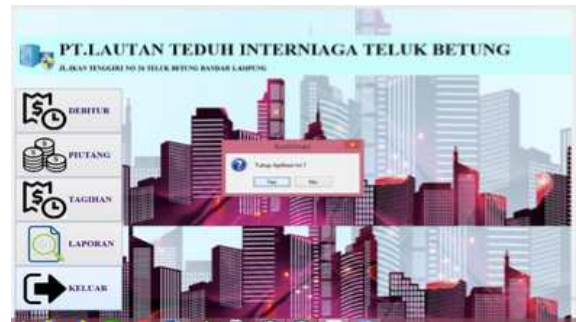 PT.LAUTAN TEDUH INTERNIAGA TELUK BETUNG
JL.IKAN TENGGIRI NO 24 TELUK BETUNG BANDAR LAMPUNG
DEBITUR
PIUTANG
TAGIHAN
LAPORAN
KELUAR
Konfirmasi
Tutup Aplikasi ini ?
Yes
No